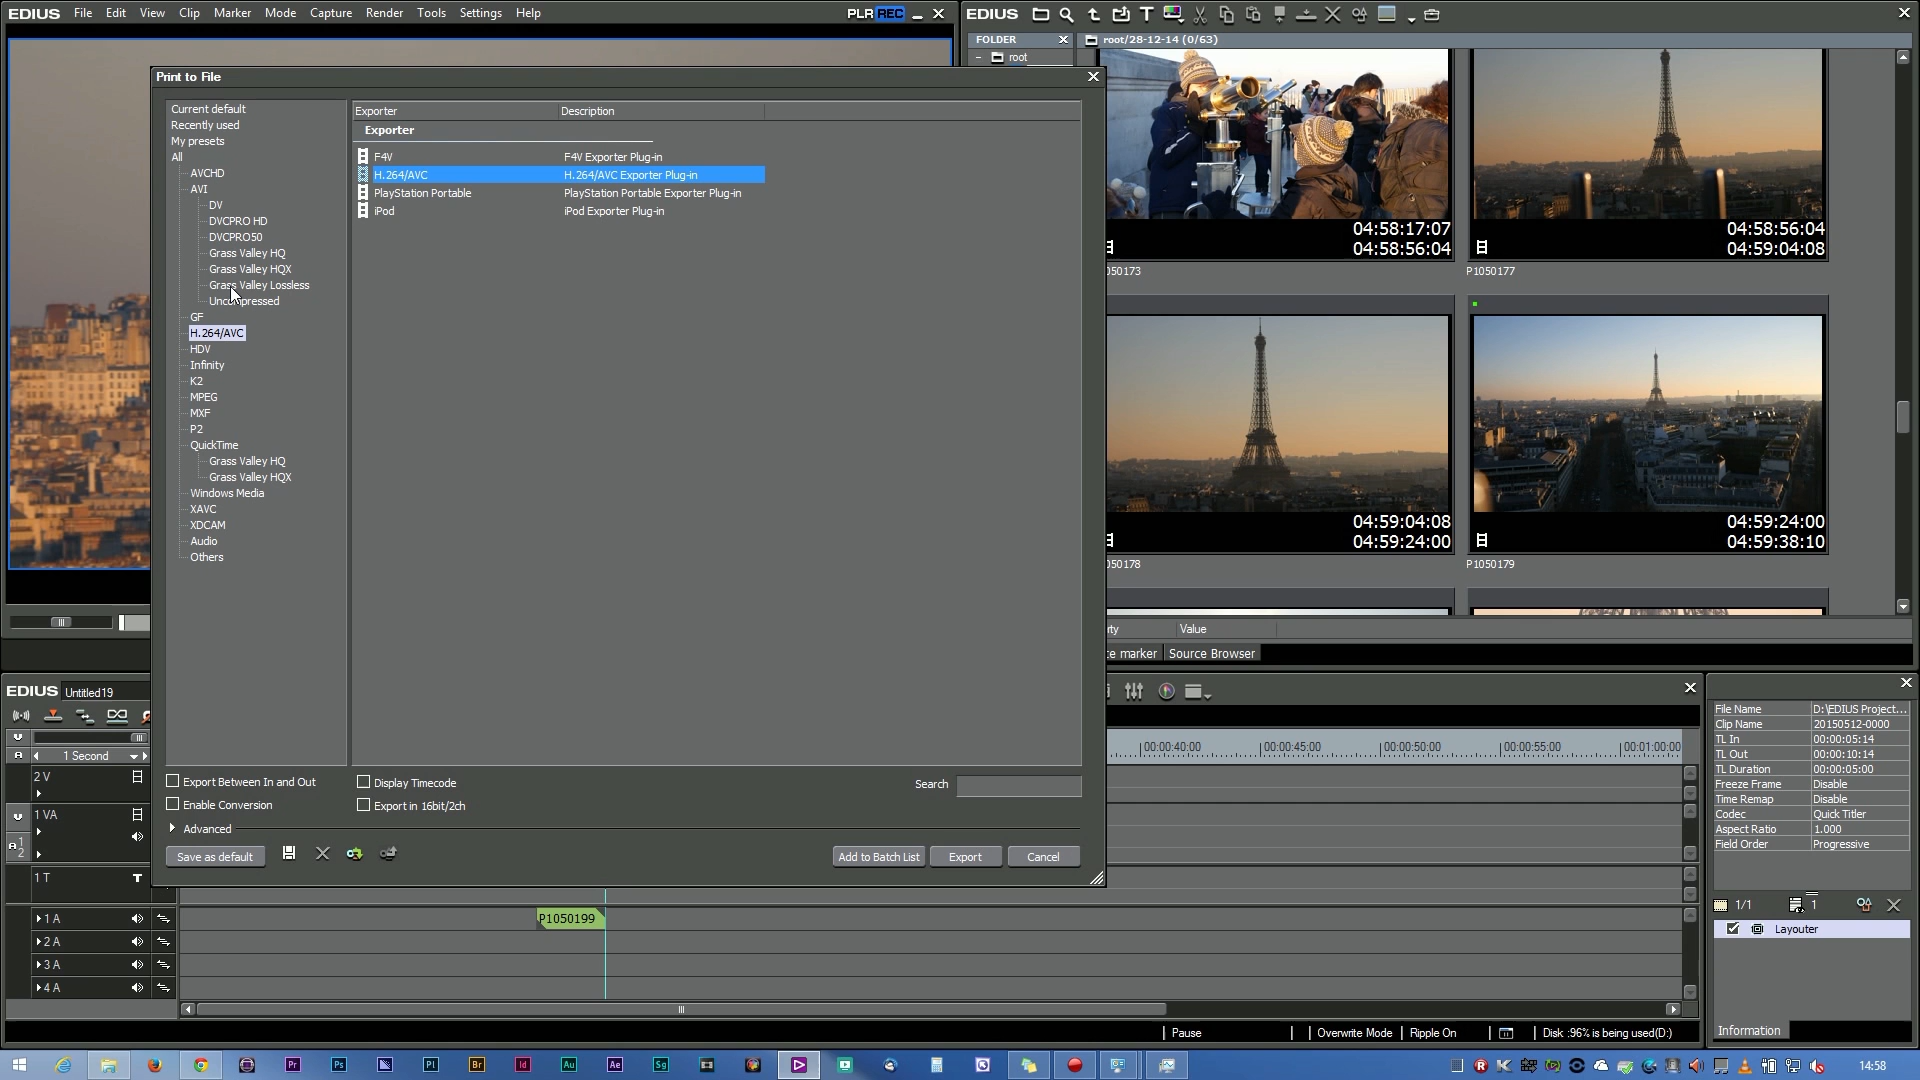 EDIUS File Edit View Clip Marker Mode Capture Render Tools Settings Help PLR REC
EDIUS
FOLDER
root/28-12-14 (0/63)
root
Print to File
Current default
Recently used
My presets
All
AVCHD
AVI
DV
DVCPRO HD
DVCPRO50
Grass Valley HQ
Grass Valley HQX
Grass Valley Lossless
Uncompressed
GF
H.264/AVC
HDV
Infinity
K2
MPEG
MXF
P2
QuickTime
Grass Valley HQ
Grass Valley HQX
Windows Media
XAVC
XDCAM
Audio
Others
Exporter Description
Exporter
F4V F4V Exporter Plug-in
H.264/AVC H.264/AVC Exporter Plug-in
PlayStation Portable PlayStation Portable Exporter Plug-in
iPod iPod Exporter Plug-in
Export Between In and Out Display Timecode
Search
Enable Conversion Export in 16bit/2ch
Advanced
Save as default Add to Batch List Export Cancel
04:58:17:07
04:58:56:04
050173
04:58:56:04
04:59:04:08
P1050177
04:59:04:08
04:59:24:00
050178
04:59:24:00
04:59:38:10
P1050179
rty Value
e marker Source Browser
EDIUS Untitled19
1 Second
00:00:40:00 00:00:45:00 00:00:50:00 00:00:55:00 00:01:00:00
2 V
1 VA
1
2
1 T T
1 A P1050199
2 A
3 A
4 A
Pause Overwrite Mode Ripple On Disk :96% is being used(D:)
File Name D:\EDIUS Project...
Clip Name 20150512-0000
TL In 00:00:05:14
TL Out 00:00:10:14
TL Duration 00:00:05:00
Freeze Frame Disable
Time Remap Disable
Codec Quick Titler
Aspect Ratio 1.000
Field Order Progressive
1/1 1
Layouter
Information
Pr Ps Pl Br Id Au Ae Sg
14:58